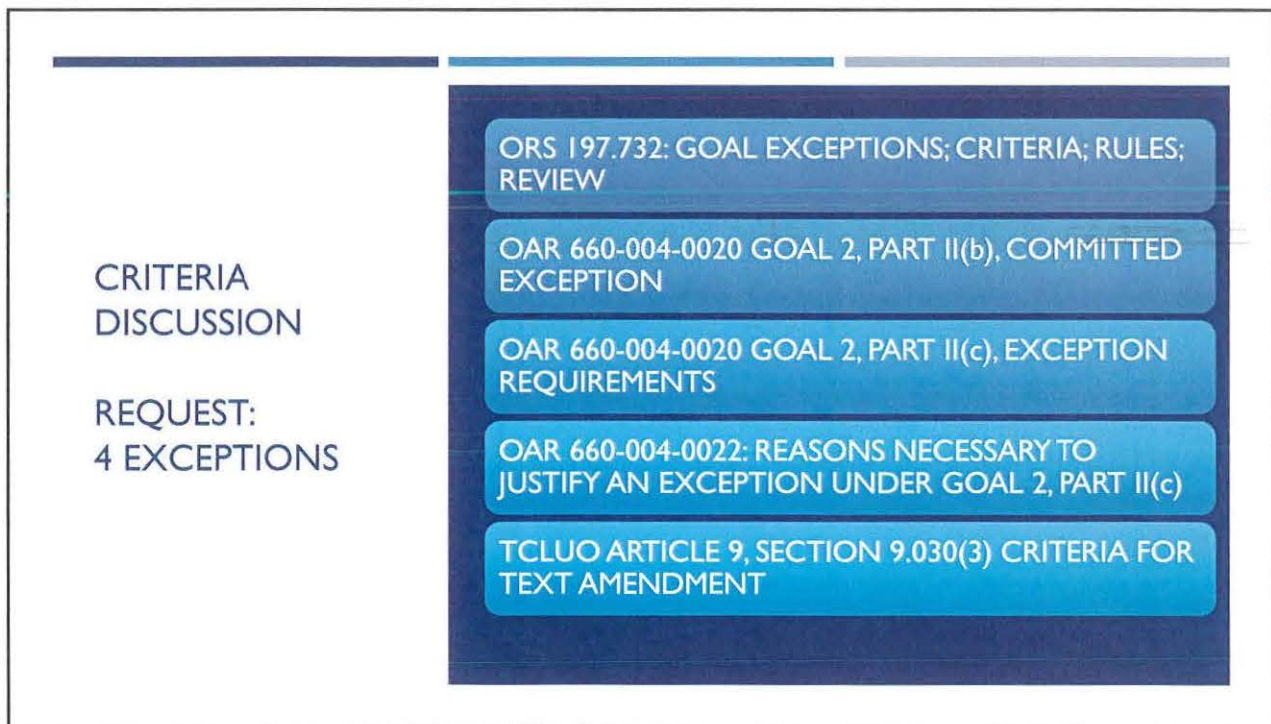 CRITERIA
DISCUSSION
REQUEST:
4 EXCEPTIONS
ORS 197.732: GOAL EXCEPTIONS; CRITERIA; RULES;
REVIEW
OAR 660-004-0020 GOAL 2, PART II(b), COMMITTED
EXCEPTION
OAR 660-004-0020 GOAL 2, PART II(c), EXCEPTION
REQUIREMENTS
OAR 660-004-0022: REASONS NECESSARY TO
JUSTIFY AN EXCEPTION UNDER GOAL 2, PART II(c)
TCLUO ARTICLE 9, SECTION 9.030(3) CRITERIA FOR
TEXT AMENDMENT